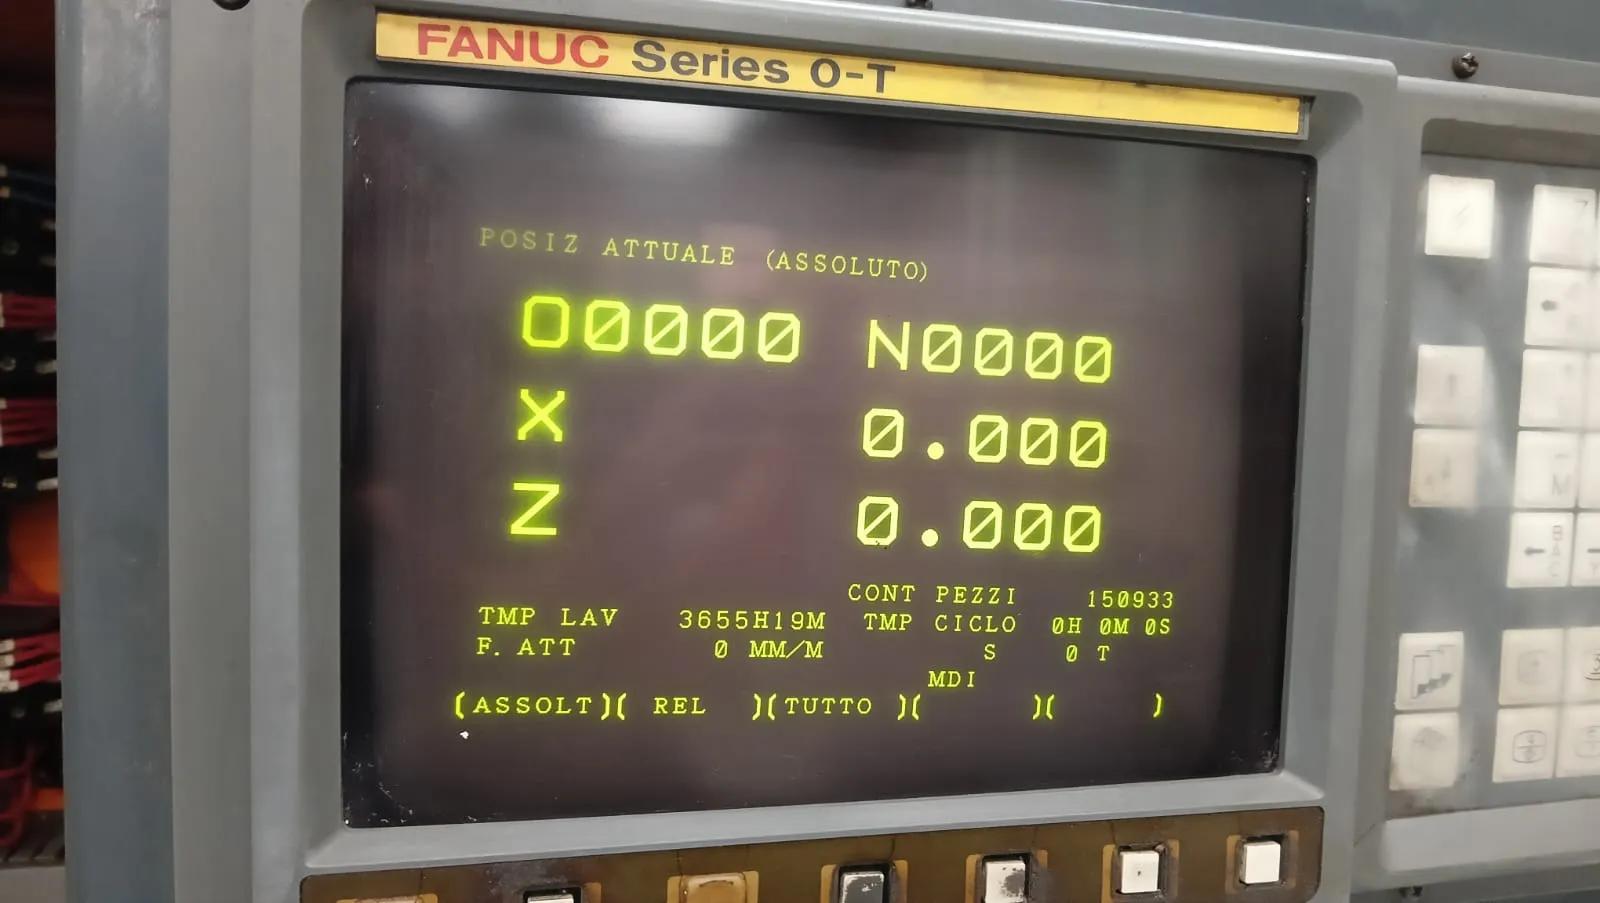 FANUC Series O-T
POSIZ ATTUALE (ASSOLUTO)
O0000 N0000
X 0.000
Z 0.000
CONT PEZZI 150933
TMP LAV 3655H19M TMP CICLO 0H 0M 0S
F. ATT 0 MM/M S 0 T
MDI
(ASSOLT)( REL )(TUTTO )( )( )